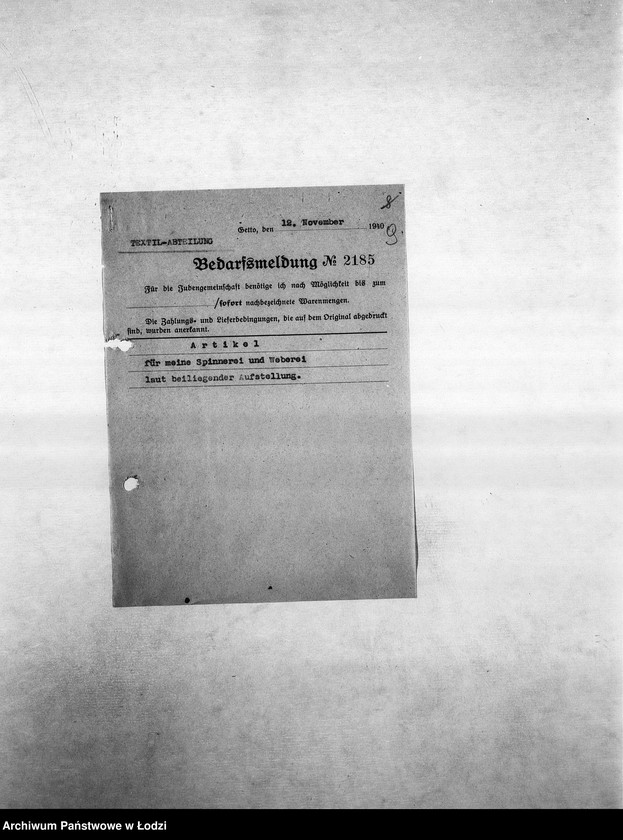 8
9
Getto, den 12. November 1940
TEXTIL-ABTEILUNG
Bedarfsmeldung № 2185
Für die Judengemeinschaft benötige ich nach Möglichkeit bis zum
/sofort nachbezeichnete Warenmengen.
Die Zahlungs- und Lieferbedingungen, die auf dem Original abgedruckt
sind, wurden anerkannt.
Artikel
für meine Spinnerei und Weberei
laut beiliegender Aufstellung.
Archiwum Państwowe w Łodzi